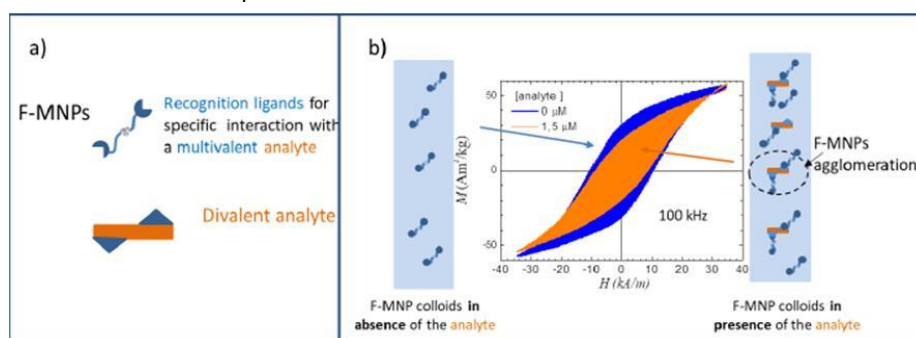 a)
F-MNPs
Recognition ligands for
specific interaction with
a multivalent analyte
Divalent analyte
b)
[analyte]
0 μM
1,5 μM
50
0
-50
M (Am²/kg)
100 kHz
-40 -30 -20 -10 0 10 20 30 40
H (kA/m)
F-MNPs
agglomeration
F-MNP colloids in
absence of the analyte
F-MNP colloids in
presence of the analyte